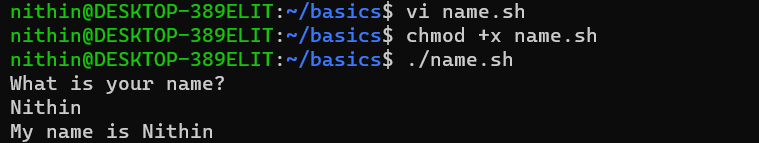 nithin@DESKTOP-389ELIT:~/basics$ vi name.sh
nithin@DESKTOP-389ELIT:~/basics$ chmod +x name.sh
nithin@DESKTOP-389ELIT:~/basics$ ./name.sh
What is your name?
Nithin
My name is Nithin